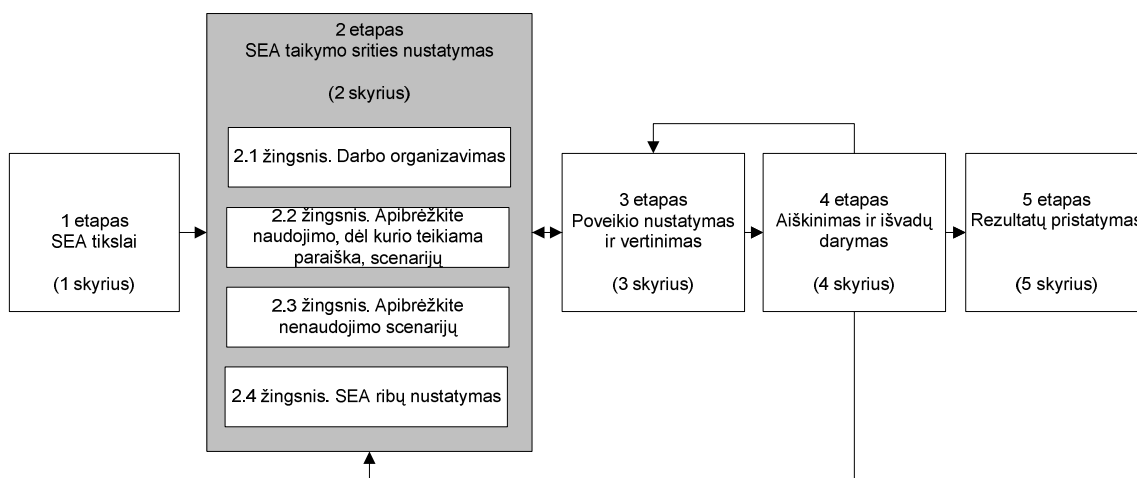 1 etapas
SEA tikslai
(1 skyrius)
2 etapas
SEA taikymo srities nustatymas
(2 skyrius)
2.1 žingsnis. Darbo organizavimas
2.2 žingsnis. Apibrėžkite
naudojimo, dėl kurio teikiama
paraiška, scenarijų
2.3 žingsnis. Apibrėžkite
nenaudojimo scenarijų
2.4 žingsnis. SEA ribų nustatymas
3 etapas
Poveikio nustatymas
ir vertinimas
(3 skyrius)
4 etapas
Aiškinimas ir išvadų
darymas
(4 skyrius)
5 etapas
Rezultatų pristatymas
(5 skyrius)